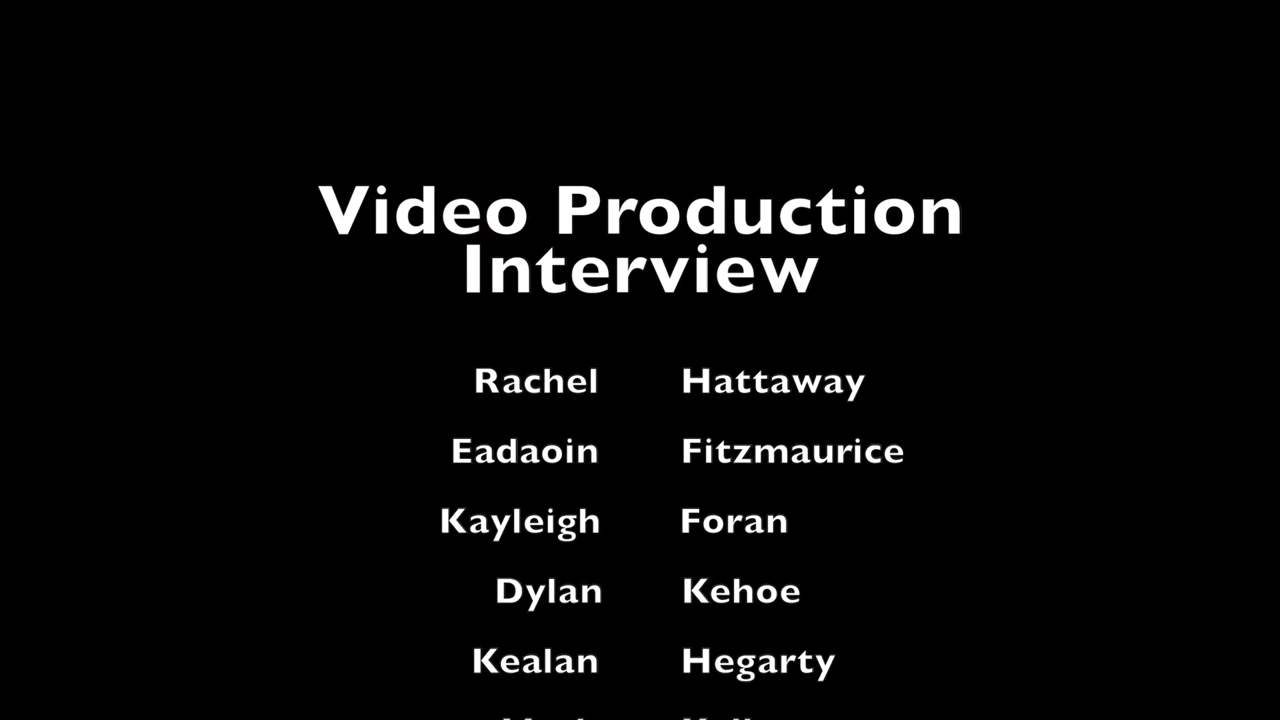 Video Production
Interview
Rachel Hattaway
Eadaoin Fitzmaurice
Kayleigh Foran
Dylan Kehoe
Kealan Hegarty